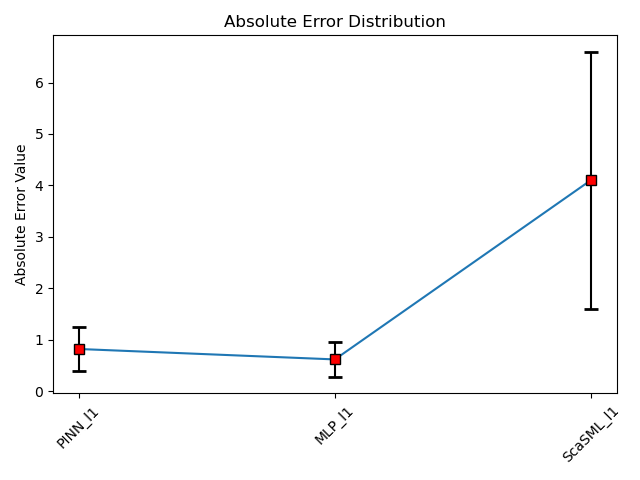 Absolute Error Distribution
Absolute Error Value
6
5
4
3
2
1
0
PINN_l1
MLP_l1
ScaSML_l1